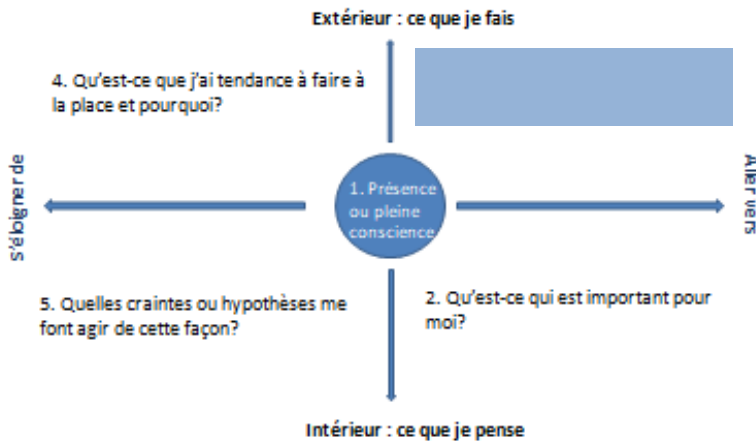 Extérieur : ce que je fais
4. Qu'est-ce que j'ai tendance à faire à
la place et pourquoi?
S'éloigner de
1. Présence
ou pleine
conscience
Aller vers
5. Quelles craintes ou hypothèses me
font agir de cette façon?
2. Qu'est-ce qui est important pour
moi?
Intérieur : ce que je pense